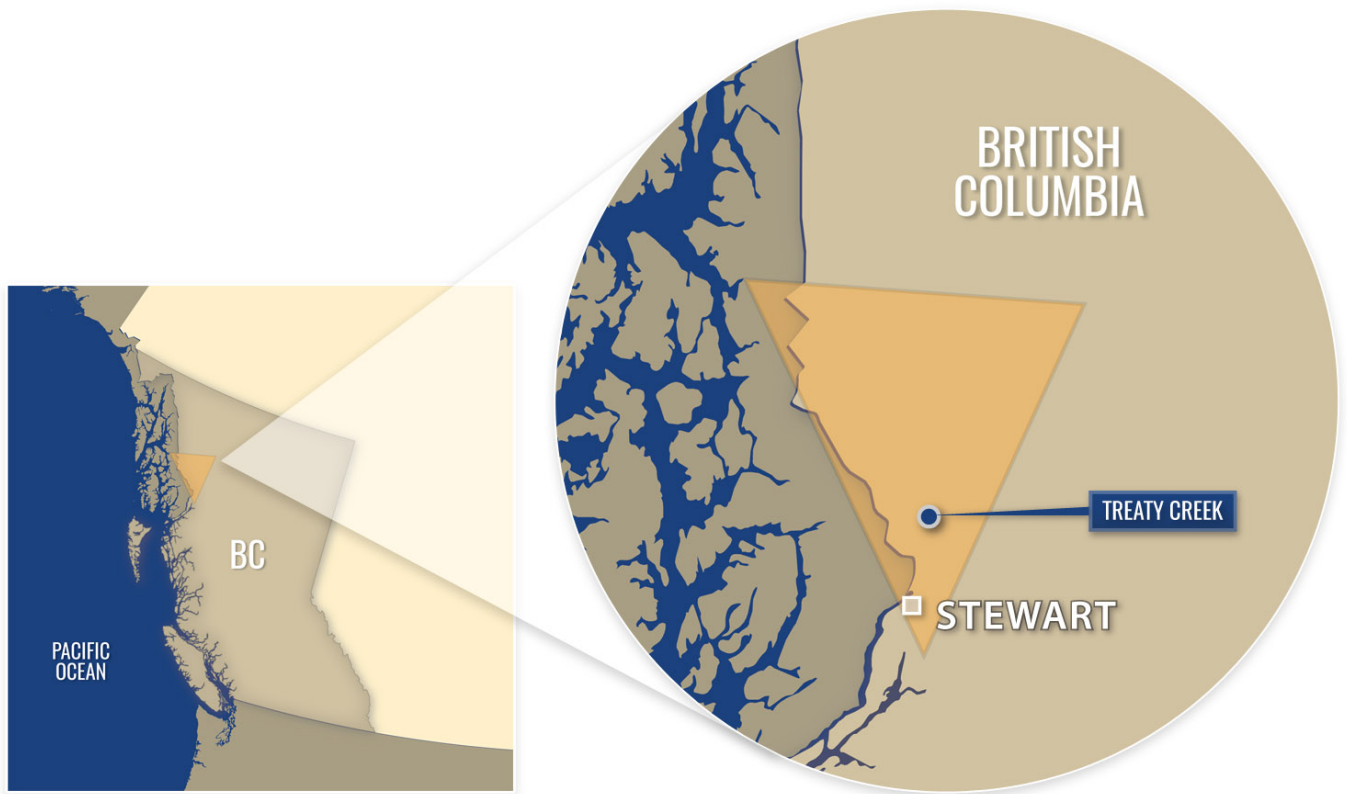 BRITISH
COLUMBIA
TREATY CREEK
STEWART
BC
PACIFIC
OCEAN